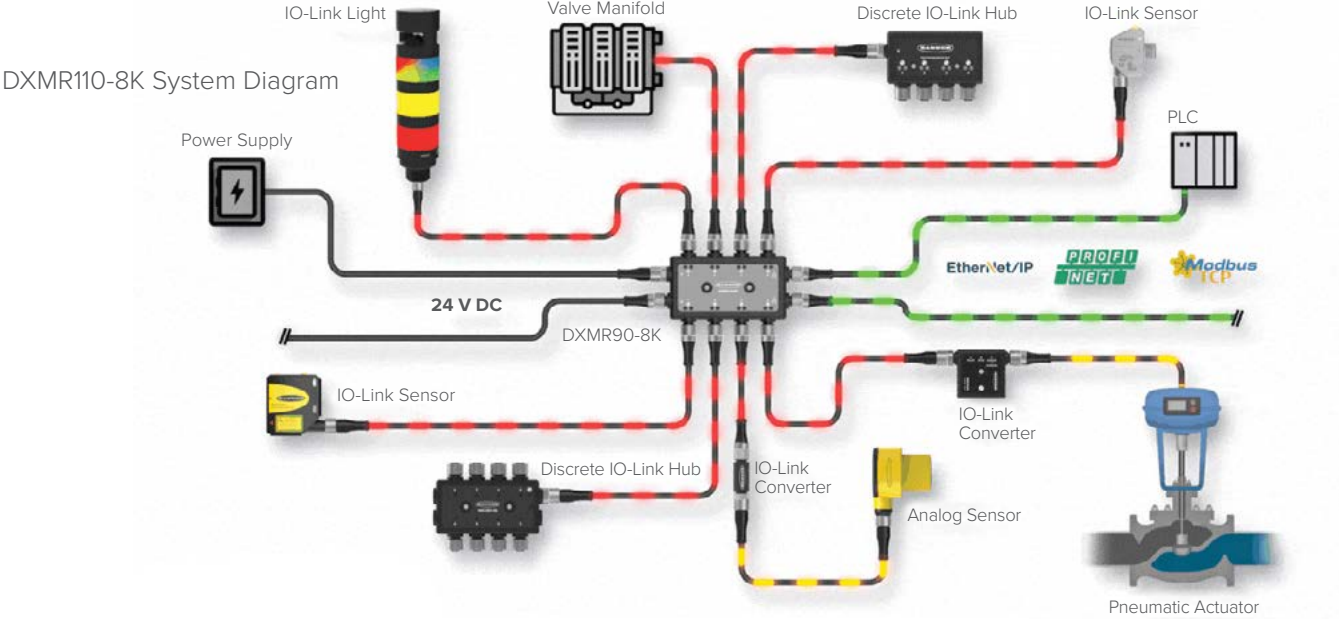 IO-Link Light
Valve Manifold
Discrete IO-Link Hub
IO-Link Sensor
BANNER
DXMR110-8K System Diagram
Power Supply
PLC
EtherNet/IP
PROFI
NET
Modbus
TCP
24 V DC
DXMR90-8K
IO-Link Sensor
IO-Link
Converter
Discrete IO-Link Hub
IO-Link
Converter
Analog Sensor
Pneumatic Actuator